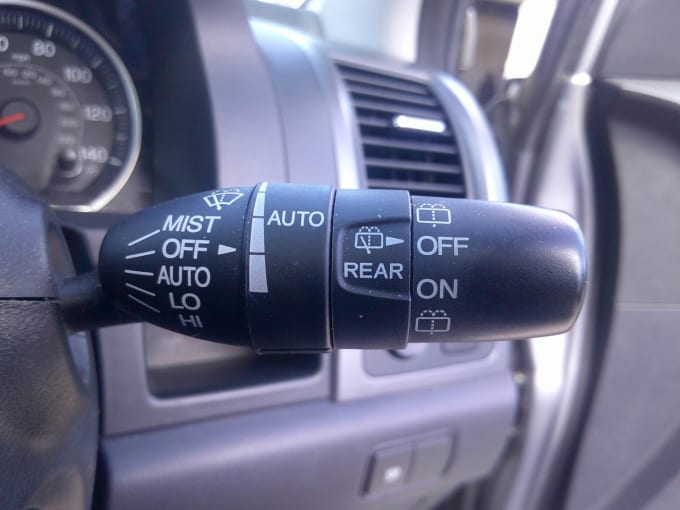 80
100
120
140
MIST
OFF
AUTO
LO
HI
AUTO
REAR
OFF
ON